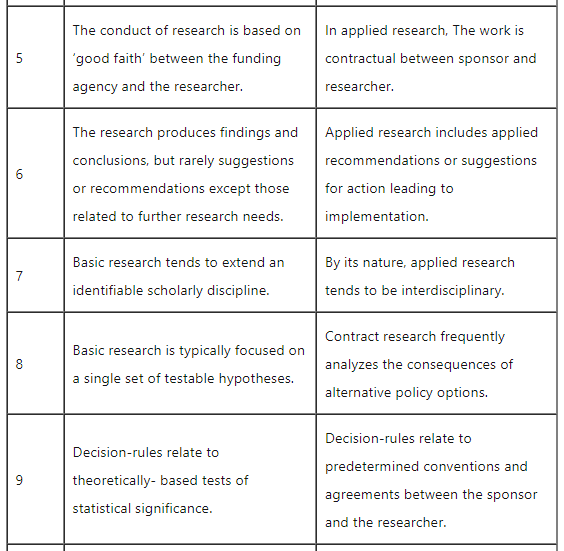 5
The conduct of research is based on
‘good faith’ between the funding
agency and the researcher.
In applied research, The work is
contractual between sponsor and
researcher.
6
The research produces findings and
conclusions, but rarely suggestions
or recommendations except those
related to further research needs.
Applied research includes applied
recommendations or suggestions
for action leading to
implementation.
7
Basic research tends to extend an
identifiable scholarly discipline.
By its nature, applied research
tends to be interdisciplinary.
8
Basic research is typically focused on
a single set of testable hypotheses.
Contract research frequently
analyzes the consequences of
alternative policy options.
9
Decision-rules relate to
theoretically- based tests of
statistical significance.
Decision-rules relate to
predetermined conventions and
agreements between the sponsor
and the researcher.